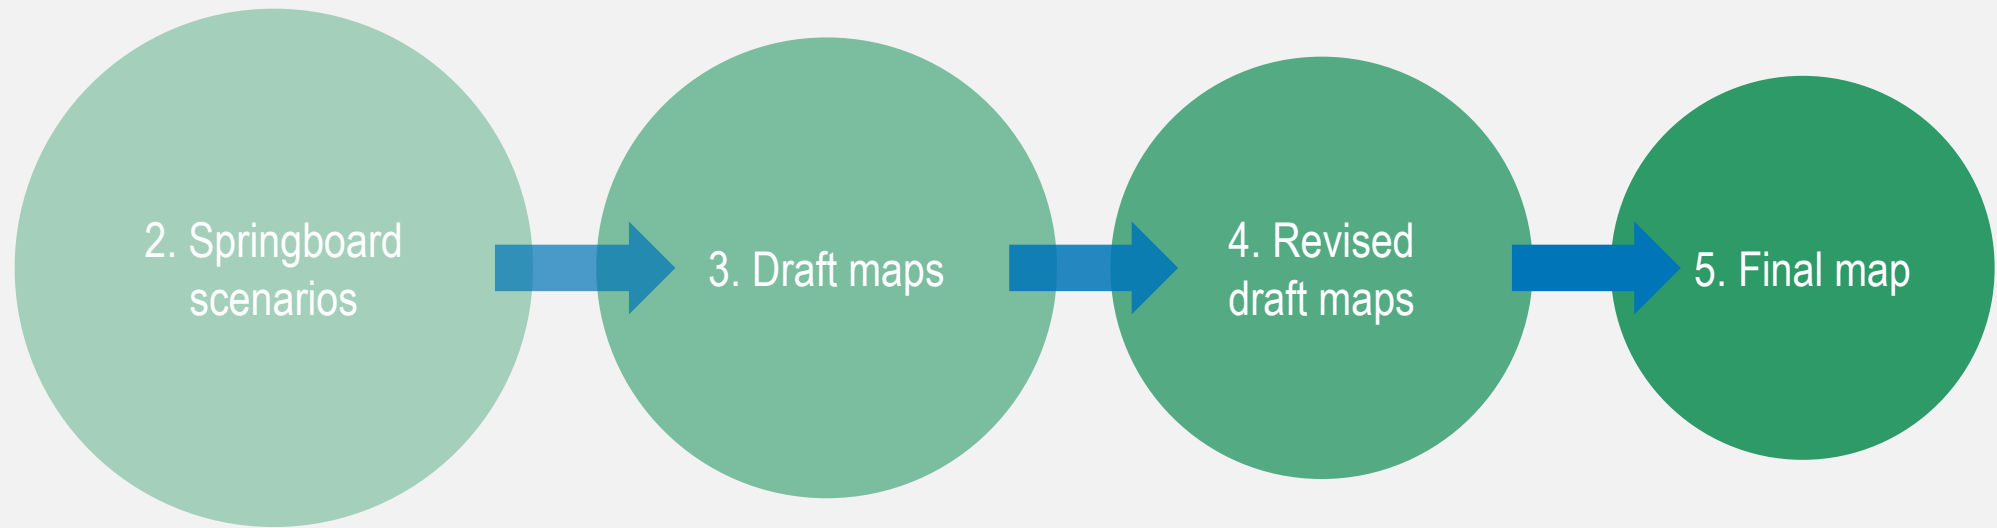 2. Springboard
scenarios
3. Draft maps
4. Revised
draft maps
5. Final map